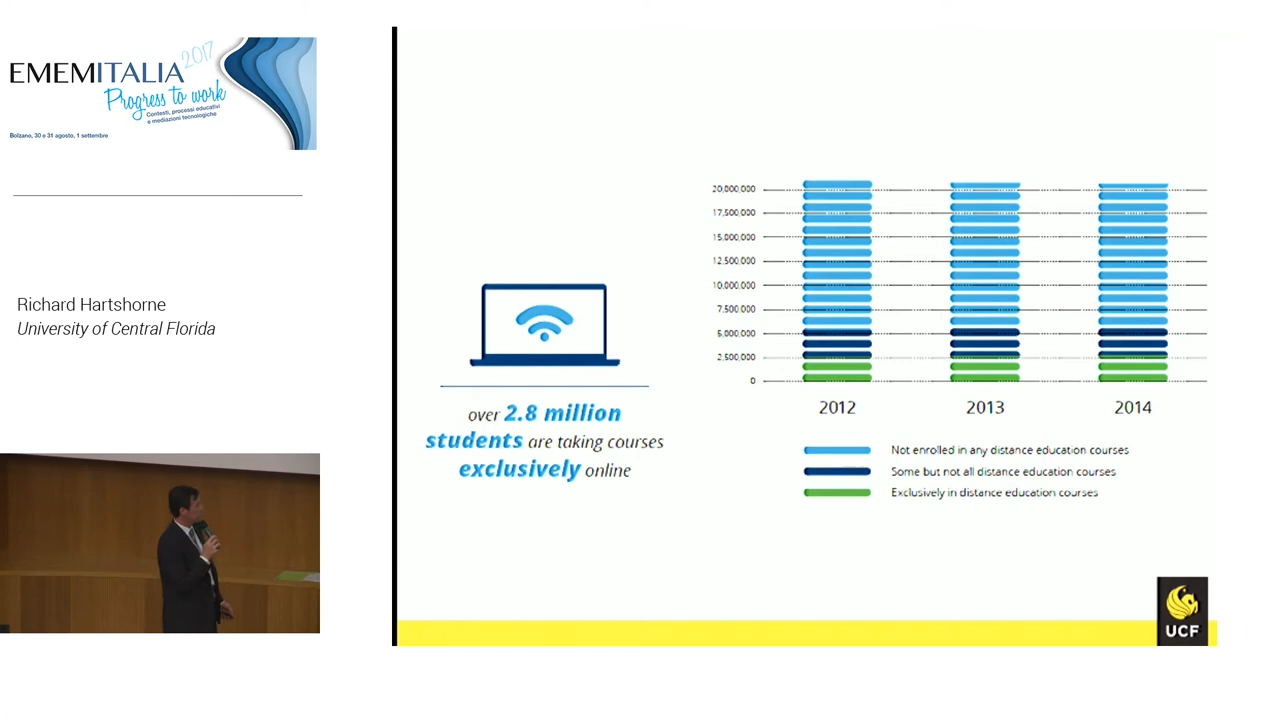 EMEMITALIA 2017
Progress to work
Contesti, processi educativi
e mediazioni tecnologiche
Bolzano, 30 e 31 agosto, 1 settembre
Richard Hartshorne
University of Central Florida
over 2.8 million
students are taking courses
exclusively online
20,000,000
17,500,000
15,000,000
12,500,000
10,000,000
7,500,000
5,000,000
2,500,000
0
2012 2013 2014
Not enrolled in any distance education courses
Some but not all distance education courses
Exclusively in distance education courses
UCF